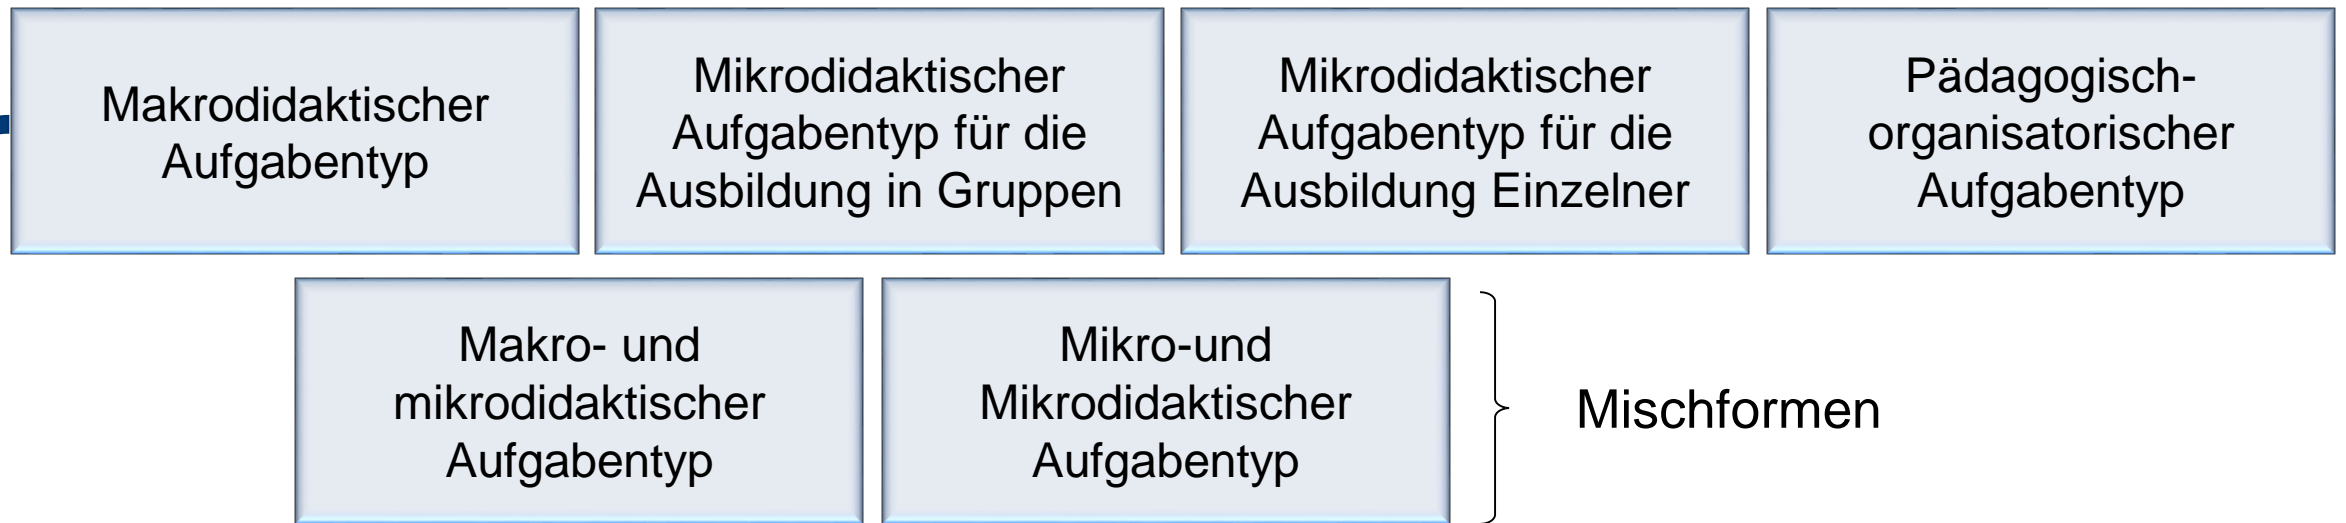 Makrodidaktischer
Aufgabentyp
Mikrodidaktischer
Aufgabentyp für die
Ausbildung in Gruppen
Mikrodidaktischer
Aufgabentyp für die
Ausbildung Einzelner
Pädagogisch-
organisatorischer
Aufgabentyp
Makro- und
mikrodidaktischer
Aufgabentyp
Mikro-und
Mikrodidaktischer
Aufgabentyp
Mischformen